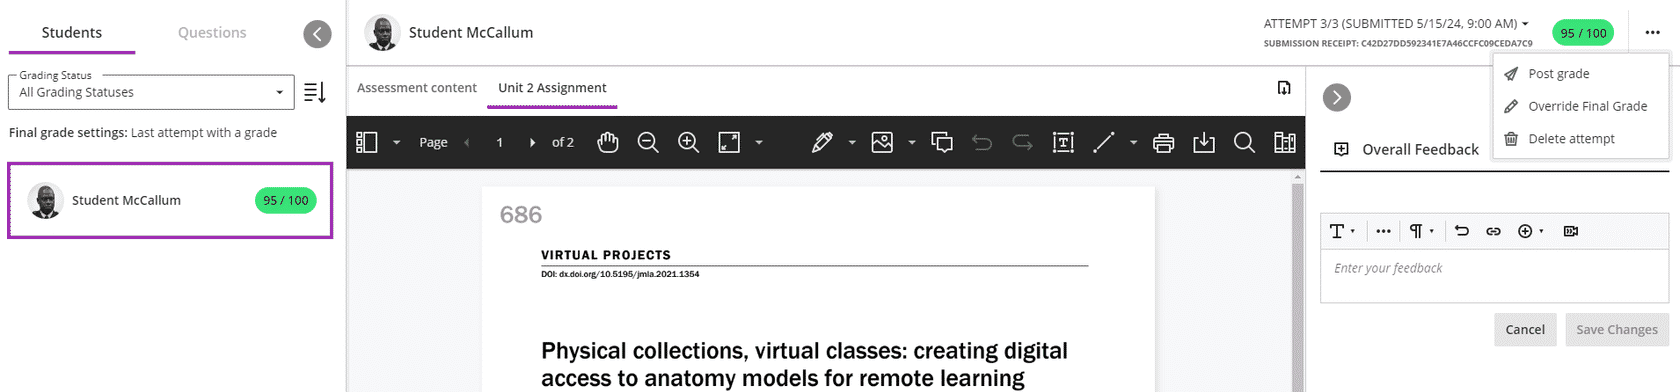 Students
Questions
Grading Status
All Grading Statuses
Final grade settings: Last attempt with a grade
Student McCallum
95 / 100
Student McCallum
ATTEMPT 3/3 (SUBMITTED 5/15/24, 9:00 AM)
SUBMISSION RECEIPT: C42D27DD592341E7A46CCFC09CEDA7C9
95 / 100
Post grade
Override Final Grade
Delete attempt
Assessment content
Unit 2 Assignment
Page 1 of 2
686
VIRTUAL PROJECTS
DOI: dx.doi.org/10.5195/jmla.2021.1354
Physical collections, virtual classes: creating digital
access to anatomy models for remote learning
Overall Feedback
Enter your feedback
Cancel
Save Changes